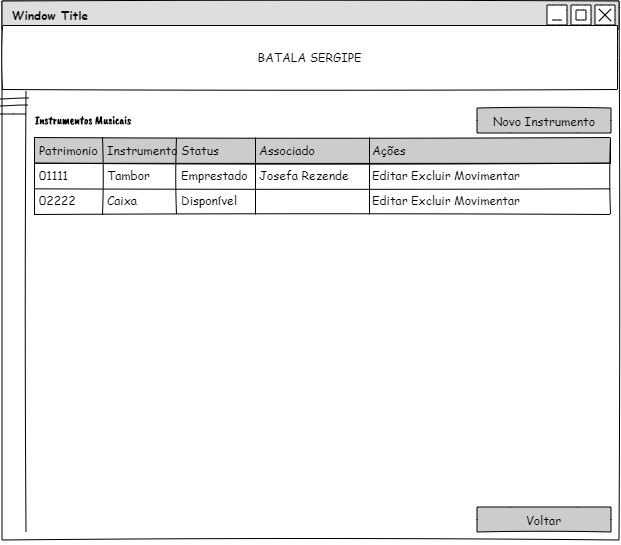 Window Title
BATALA SERGIPE
Instrumentos Musicais
Novo Instrumento
Patrimonio Instrumento Status Associado Ações
01111 Tambor Emprestado Josefa Rezende Editar Excluir Movimentar
02222 Caixa Disponível Editar Excluir Movimentar
Voltar